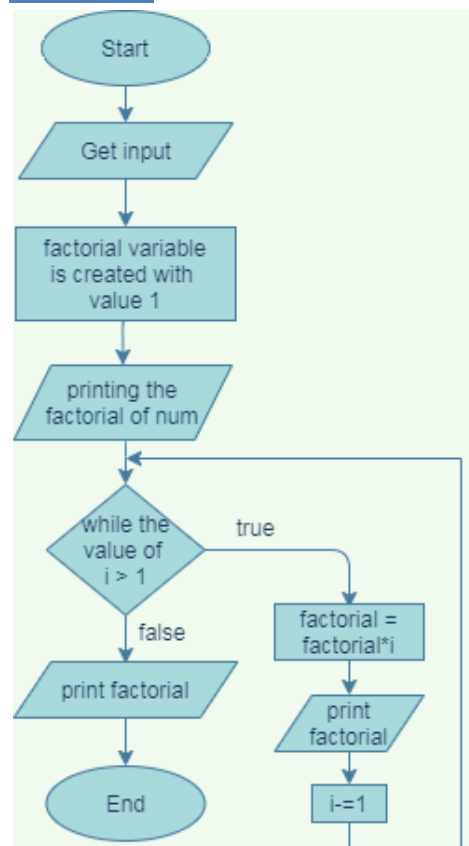 Start
Get input
factorial variable
is created with
value 1
printing the
factorial of num
while the
value of
i > 1
true
false
factorial =
factorial*i
print
factorial
i-=1
print factorial
End